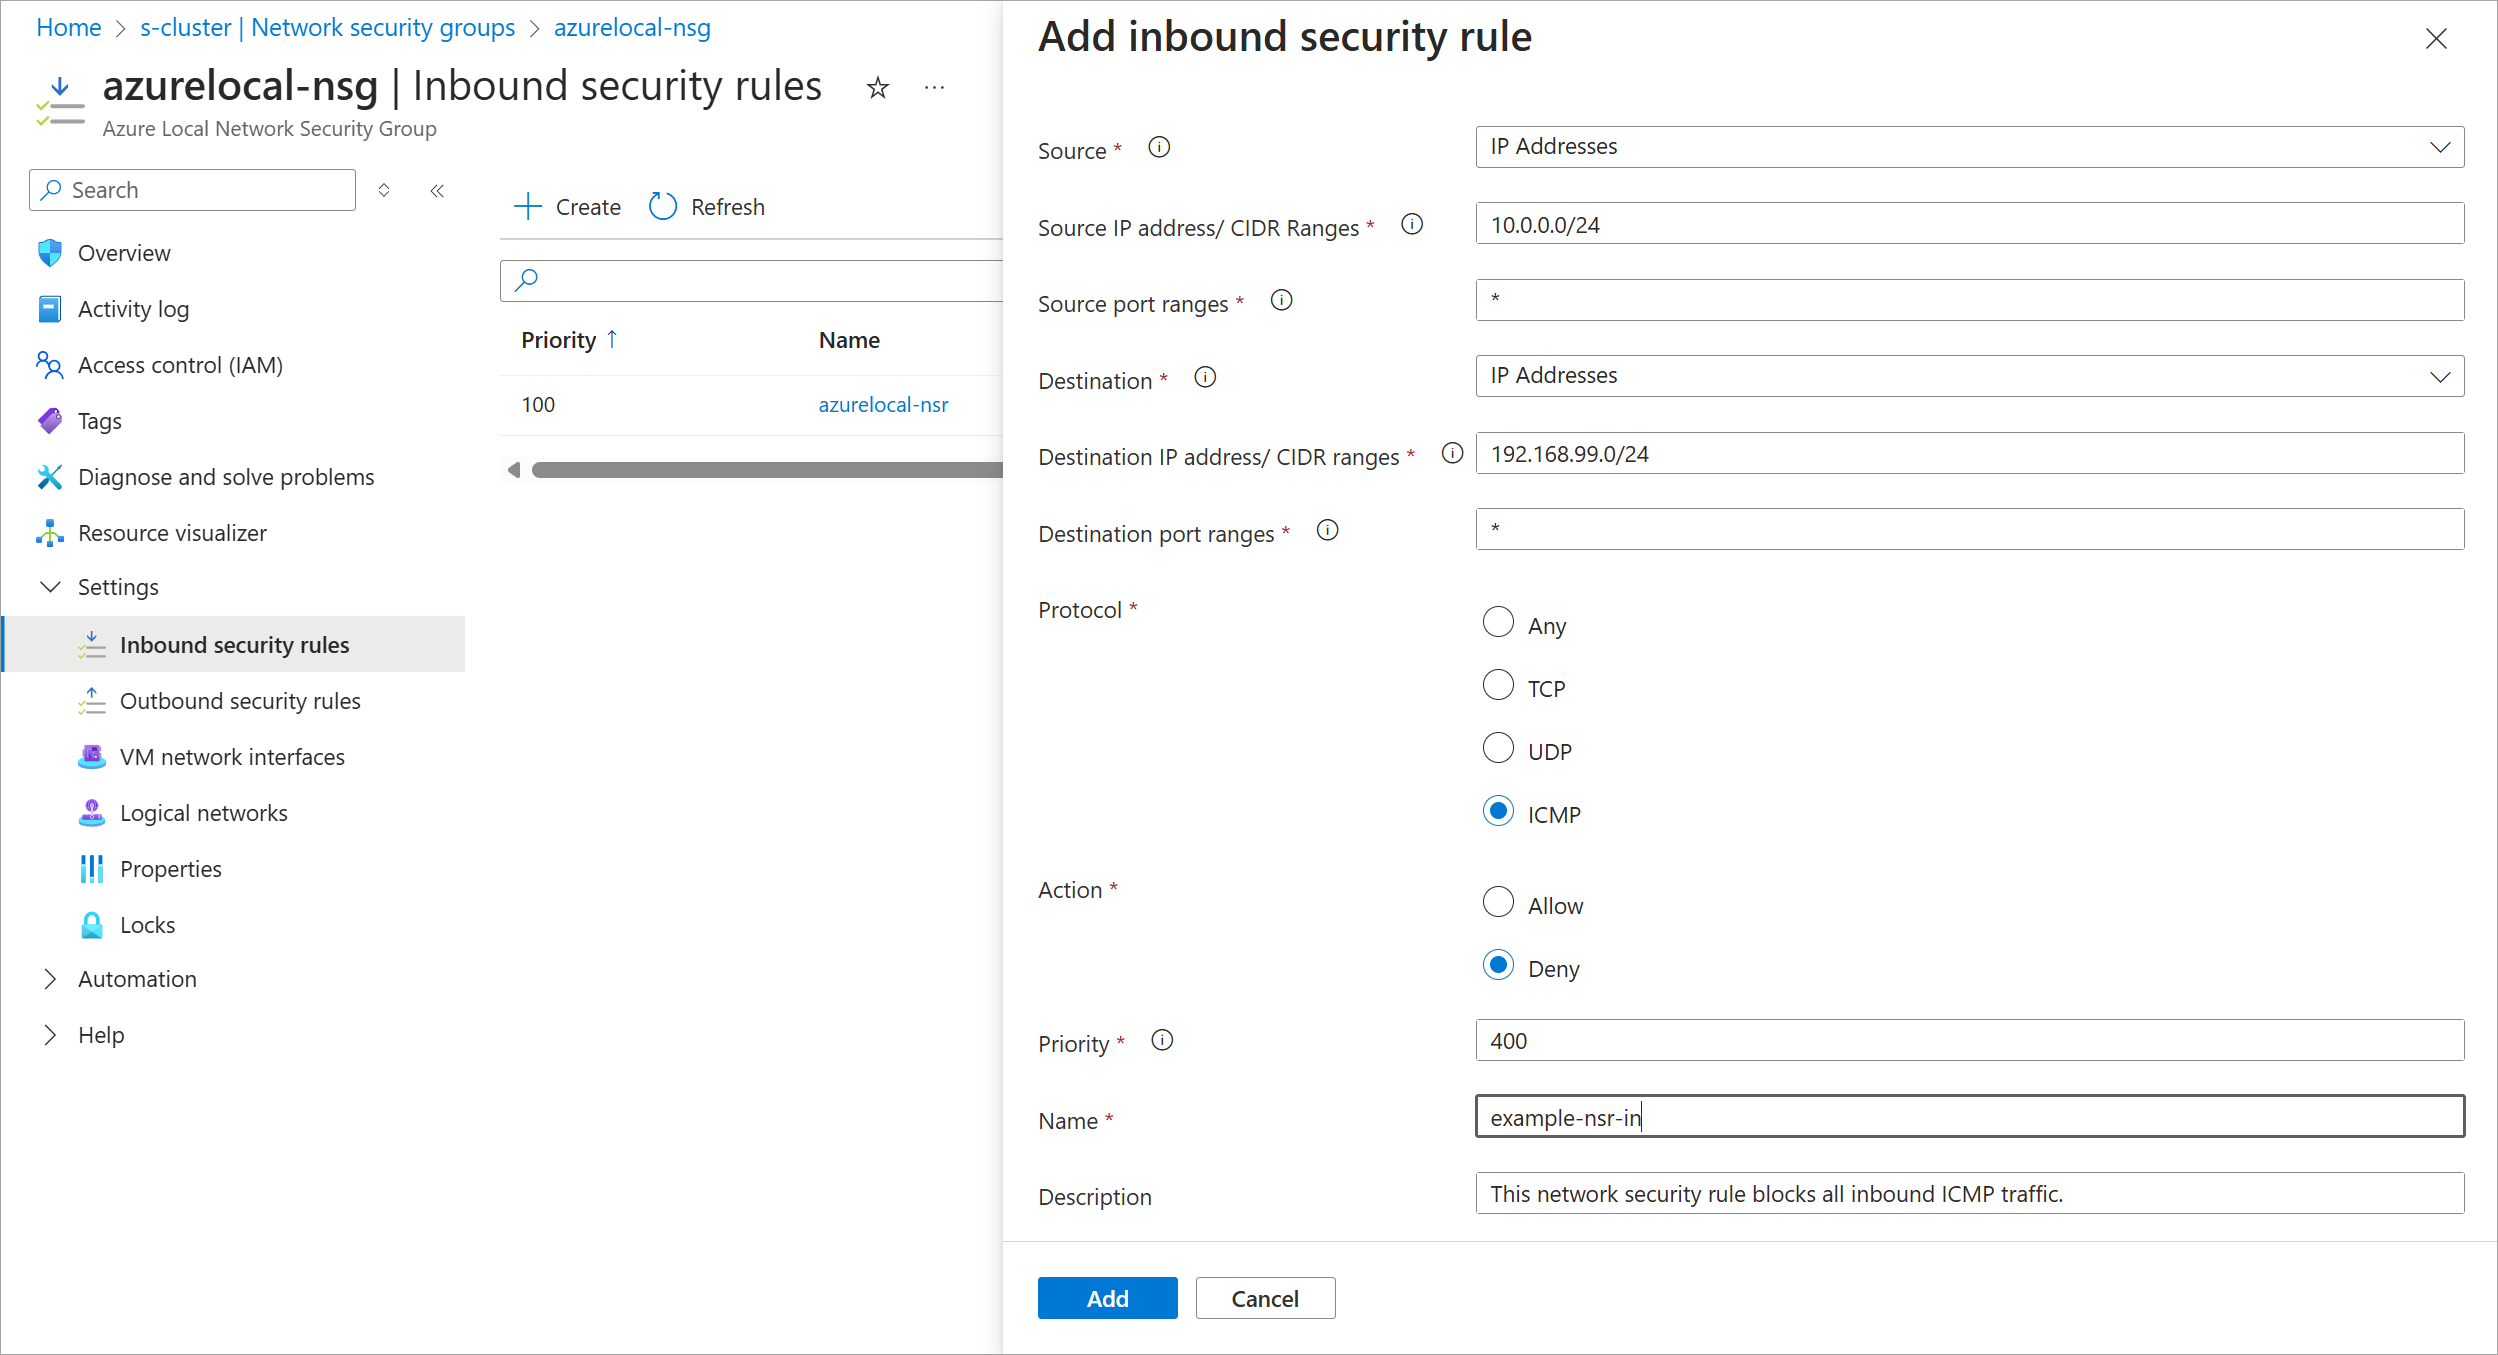 Home > s-cluster | Network security groups > azurelocal-nsg
azurelocal-nsg | Inbound security rules
Azure Local Network Security Group
Search
Overview
Activity log
Access control (IAM)
Tags
Diagnose and solve problems
Resource visualizer
Settings
Inbound security rules
Outbound security rules
VM network interfaces
Logical networks
Properties
Locks
Automation
Help
Create Refresh
Priority ↑ Name
100 azurelocal-nsr
Add inbound security rule
Source * IP Addresses
Source IP address/ CIDR Ranges * 10.0.0.0/24
Source port ranges * *
Destination * IP Addresses
Destination IP address/ CIDR ranges * 192.168.99.0/24
Destination port ranges * *
Protocol *
Any
TCP
UDP
ICMP
Action *
Allow
Deny
Priority * 400
Name * example-nsr-in
Description This network security rule blocks all inbound ICMP traffic.
Add Cancel